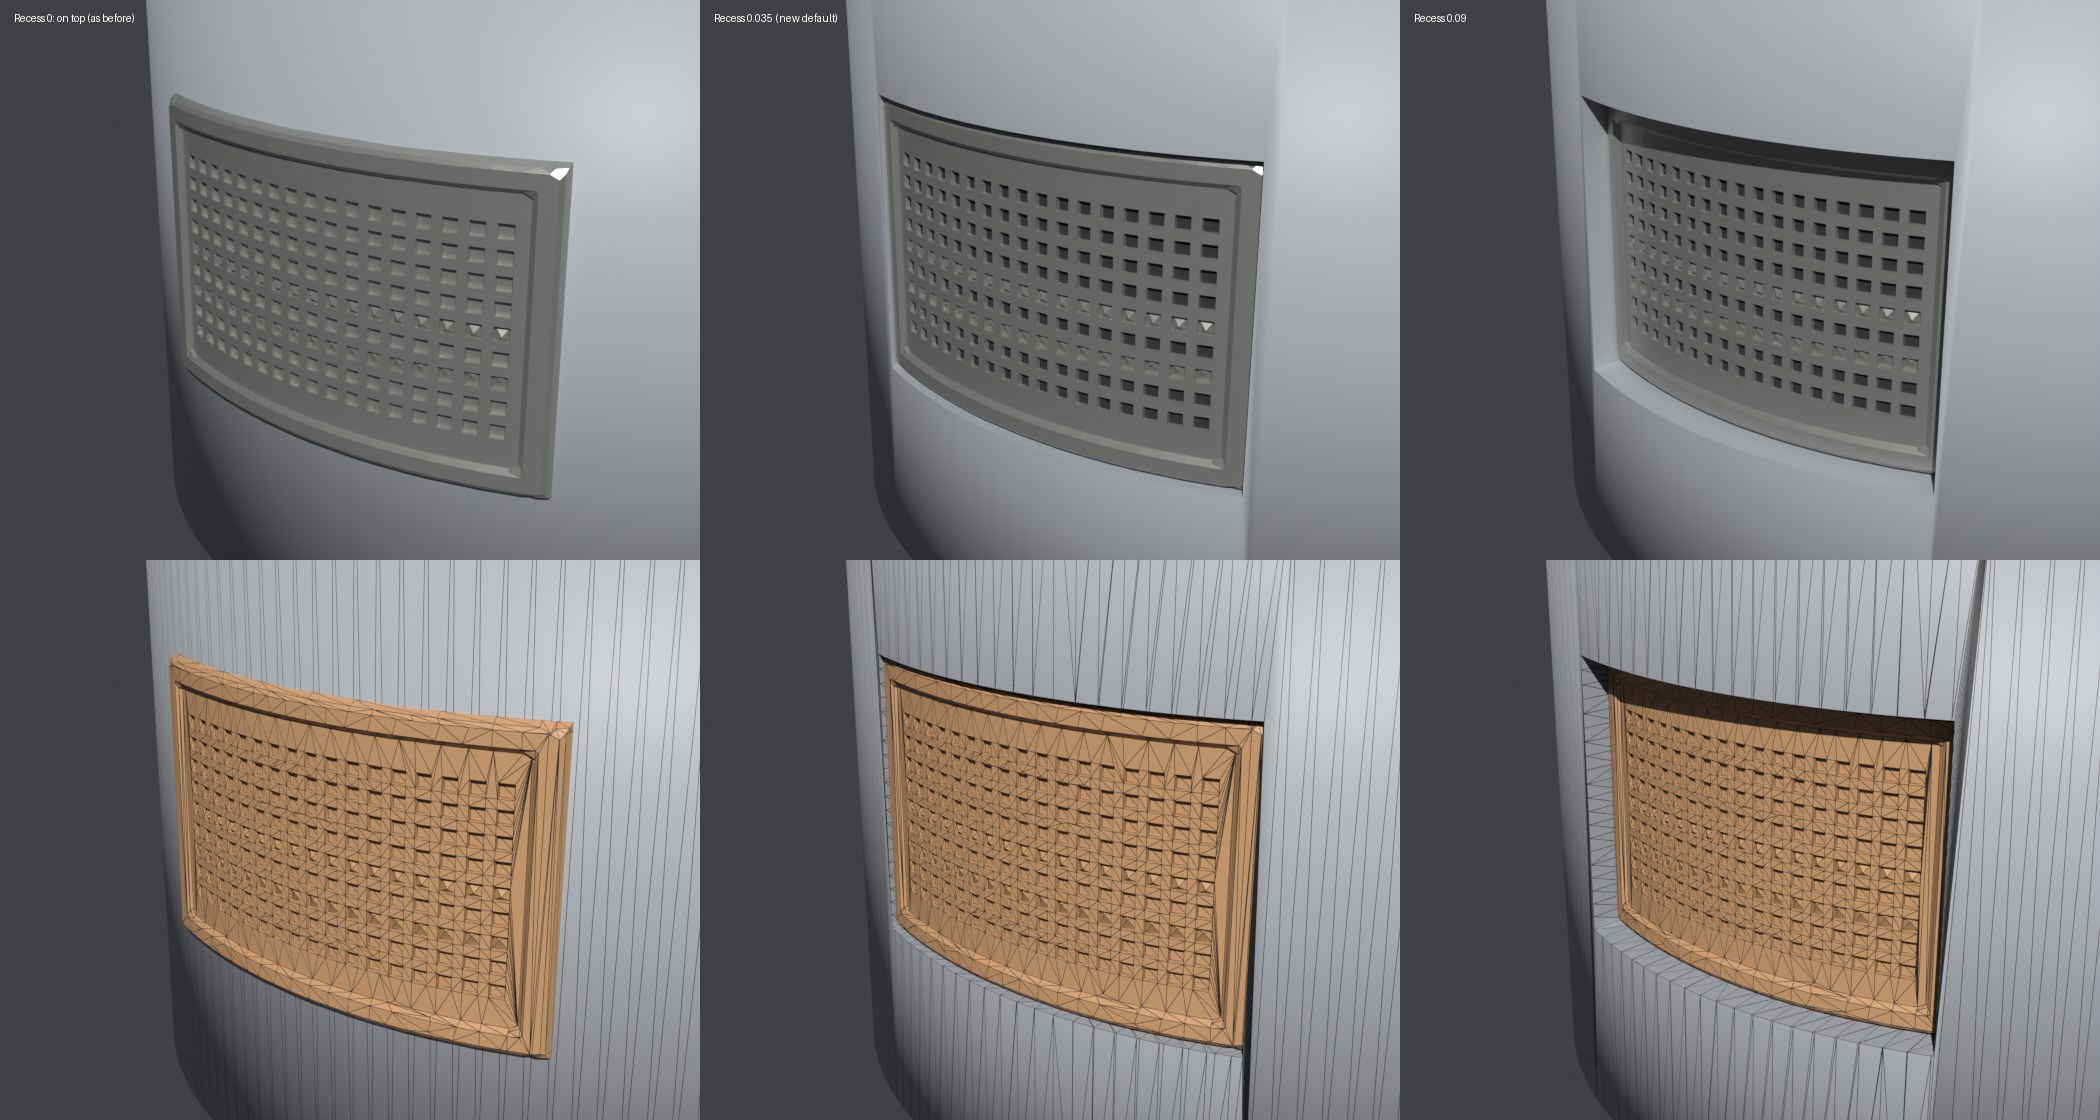 Recess 0: on top (as before)
Recess 0.035 (new default)
Recess 0.09